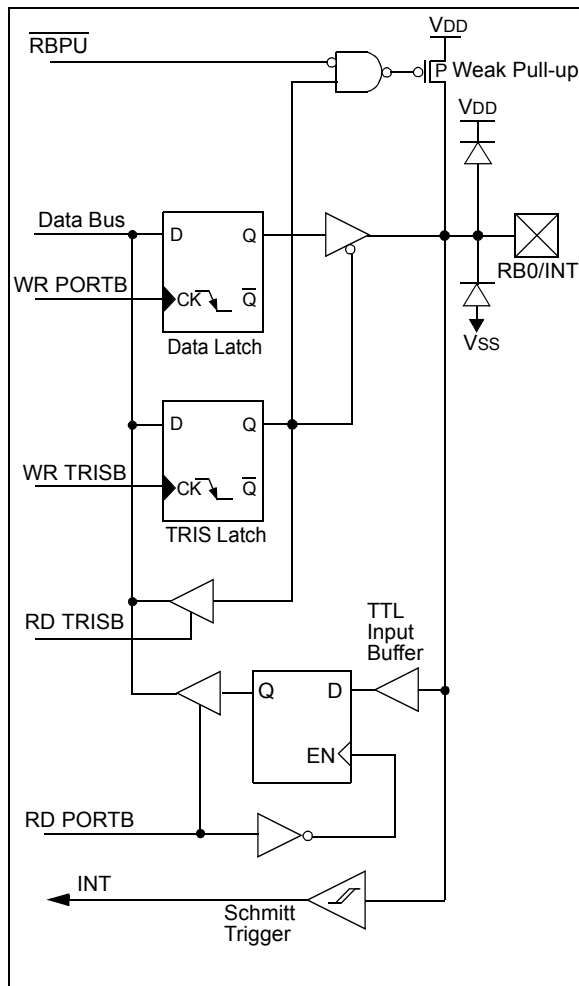 VDD
R̅B̅P̅U̅
P Weak Pull-up
VDD
Data Bus
D Q
RB0/INT
WR PORTB
CK Q̅
VSS
Data Latch
D Q
WR TRISB
CK Q̅
TRIS Latch
RD TRISB
TTL
Input
Buffer
Q D
EN
RD PORTB
INT
Schmitt
Trigger